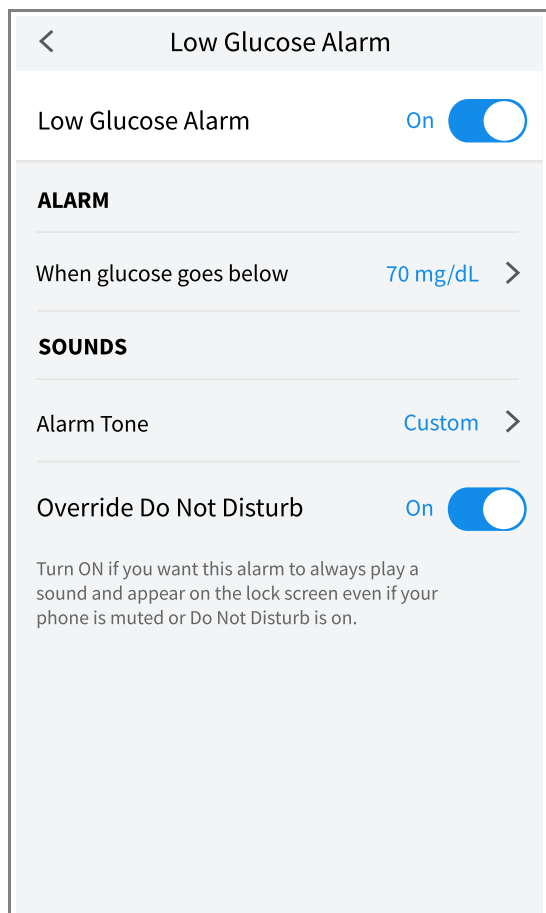 Low Glucose Alarm
Low Glucose Alarm On
ALARM
When glucose goes below 70 mg/dL
SOUNDS
Alarm Tone Custom
Override Do Not Disturb On
Turn ON if you want this alarm to always play a
sound and appear on the lock screen even if your
phone is muted or Do Not Disturb is on.